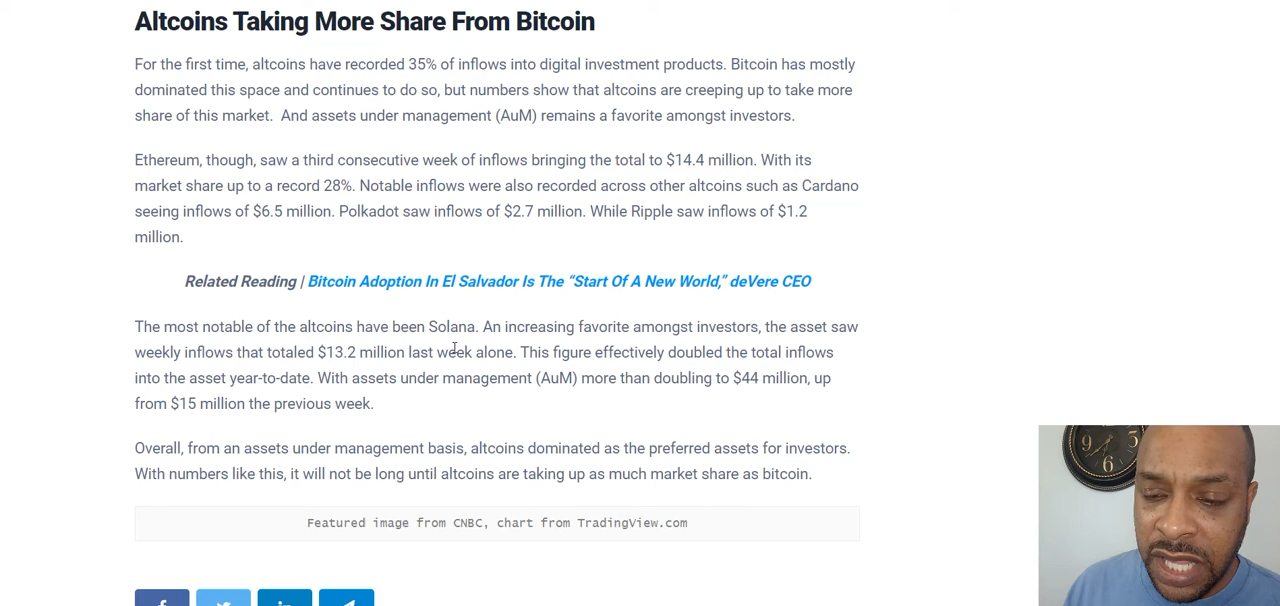 Altcoins Taking More Share From Bitcoin
For the first time, altcoins have recorded 35% of inflows into digital investment products. Bitcoin has mostly
dominated this space and continues to do so, but numbers show that altcoins are creeping up to take more
share of this market.  And assets under management (AuM) remains a favorite amongst investors.
Ethereum, though, saw a third consecutive week of inflows bringing the total to $14.4 million. With its
market share up to a record 28%. Notable inflows were also recorded across other altcoins such as Cardano
seeing inflows of $6.5 million. Polkadot saw inflows of $2.7 million. While Ripple saw inflows of $1.2
million.
Related Reading | Bitcoin Adoption In El Salvador Is The “Start Of A New World,” deVere CEO
The most notable of the altcoins have been Solana. An increasing favorite amongst investors, the asset saw
weekly inflows that totaled $13.2 million last week alone. This figure effectively doubled the total inflows
into the asset year-to-date. With assets under management (AuM) more than doubling to $44 million, up
from $15 million the previous week.
Overall, from an assets under management basis, altcoins dominated as the preferred assets for investors.
With numbers like this, it will not be long until altcoins are taking up as much market share as bitcoin.
Featured image from CNBC, chart from TradingView.com
9 3 6